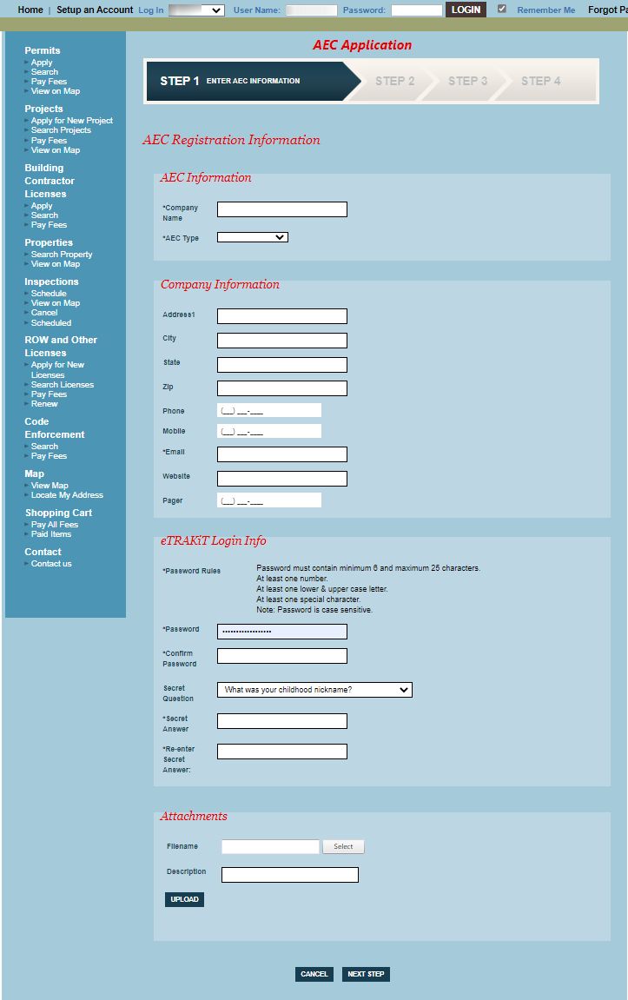 Home | Setup an Account Log In User Name: Password: LOGIN Remember Me Forgot Pa
Permits
Apply
Search
Pay Fees
View on Map
Projects
Apply for New Project
Search Projects
Pay Fees
View on Map
Building
Contractor
Licenses
Apply
Search
Pay Fees
Properties
Search Property
View on Map
Inspections
Schedule
View on Map
Cancel
Scheduled
ROW and Other
Licenses
Apply for New
Licenses
Search Licenses
Pay Fees
Renew
Code
Enforcement
Search
Pay Fees
Map
View Map
Locate My Address
Shopping Cart
Pay All Fees
Paid Items
Contact
Contact us
AEC Application
STEP 1 ENTER AEC INFORMATION STEP 2 STEP 3 STEP 4
AEC Registration Information
AEC Information
*Company
Name
*AEC Type
Company Information
Address1
City
State
Zip
Phone (___) ___-____
Mobile (___) ___-____
*Email
Website
Pager (___) ___-____
eTRAKiT Login Info
*Password Rules Password must contain minimum 6 and maximum 25 characters.
At least one number.
At least one lower & upper case letter.
At least one special character.
Note: Password is case sensitive.
*Password ••••••••••••••••••
*Confirm
Password
Secret
Question What was your childhood nickname?
*Secret
Answer
*Re-enter
Secret
Answer:
Attachments
Filename Select
Description
UPLOAD
CANCEL NEXT STEP